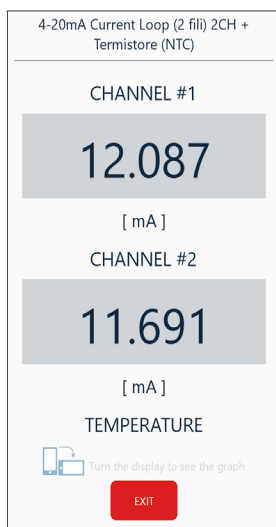 4-20mA Current Loop (2 fili) 2CH +
Termistore (NTC)
CHANNEL #1
12.087
[ mA ]
CHANNEL #2
11.691
[ mA ]
TEMPERATURE
Turn the display to see the graph
EXIT